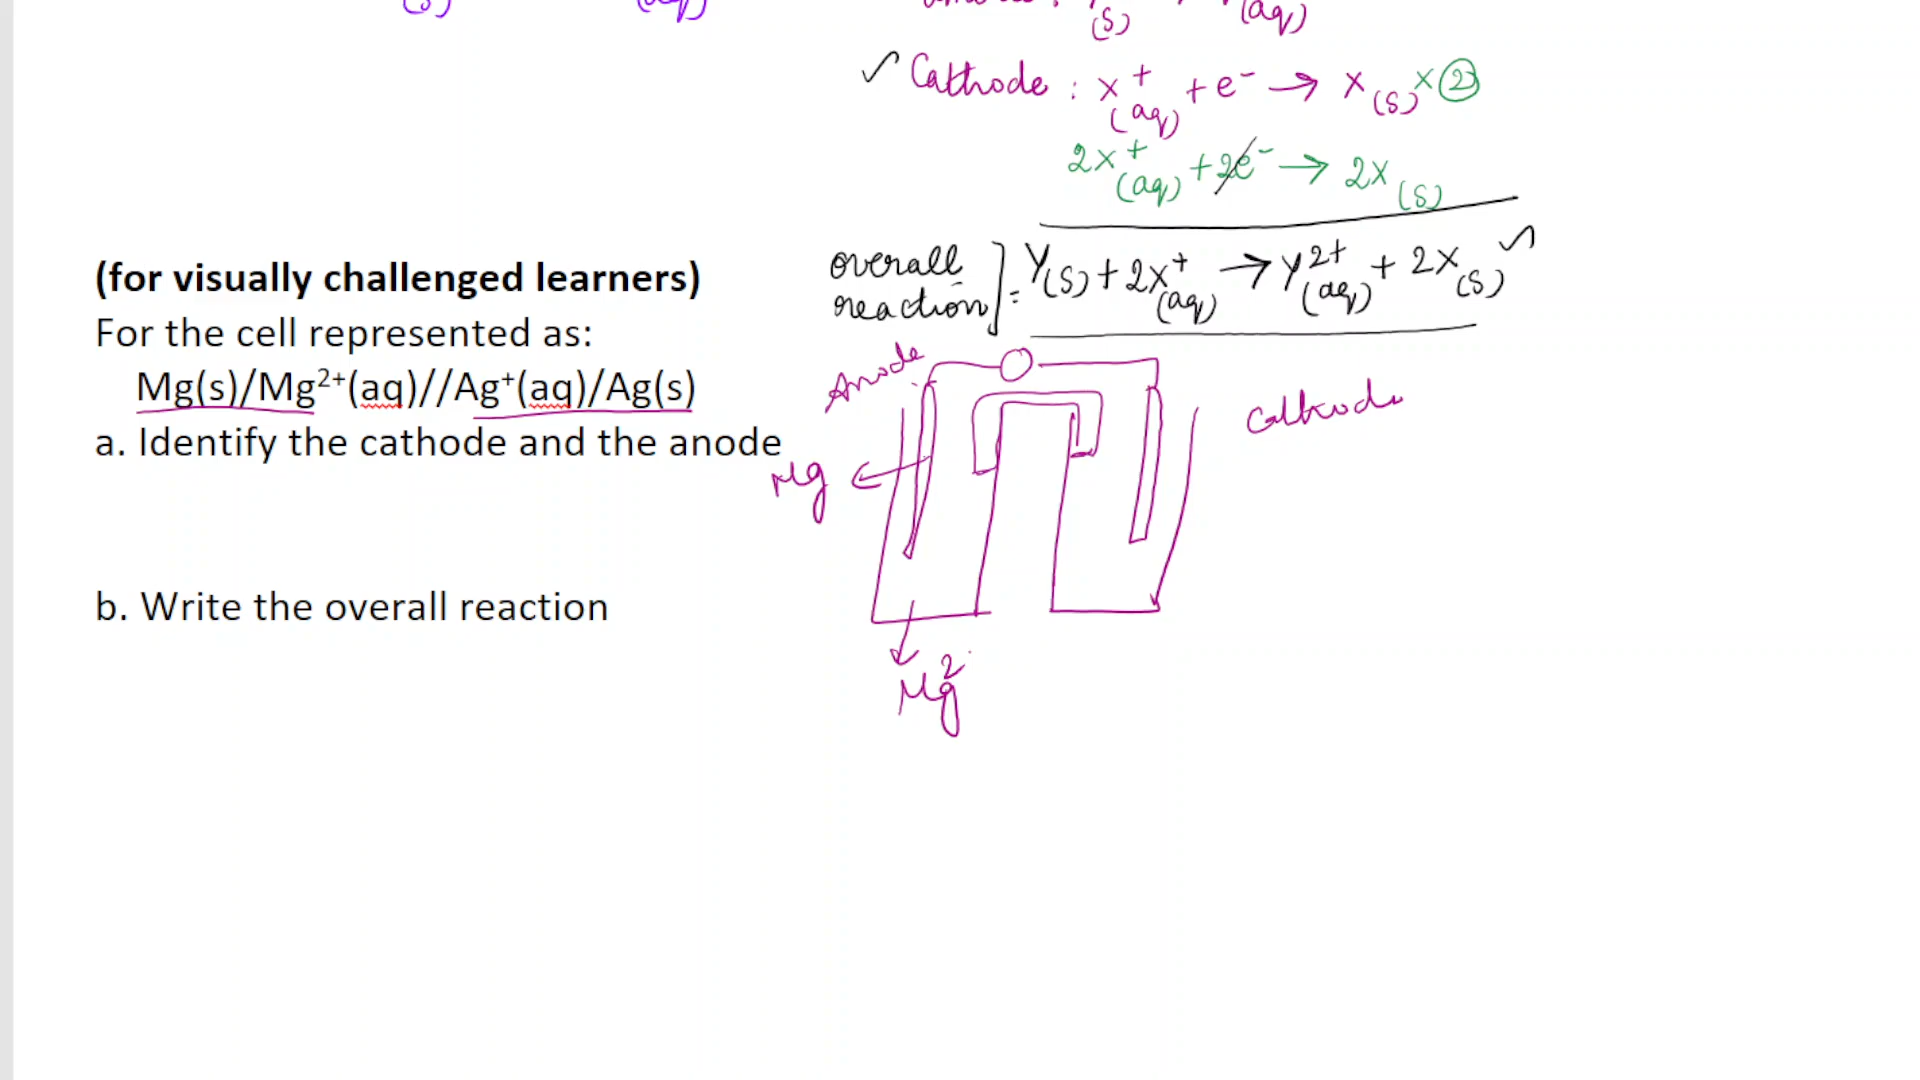 (s) (aq)
(s) (aq)
Cathode : x⁺(aq) + e⁻ → x(s) x ②
2x⁺(aq) + 2e⁻ → 2x(s)
overall reaction] = Y(s) + 2x⁺(aq) → Y²⁺(aq) + 2x(s)
(for visually challenged learners)
For the cell represented as:
Mg(s)/Mg²⁺(aq)//Ag⁺(aq)/Ag(s)
a. Identify the cathode and the anode
b. Write the overall reaction
Anode
Cathode
Mg
Mg²